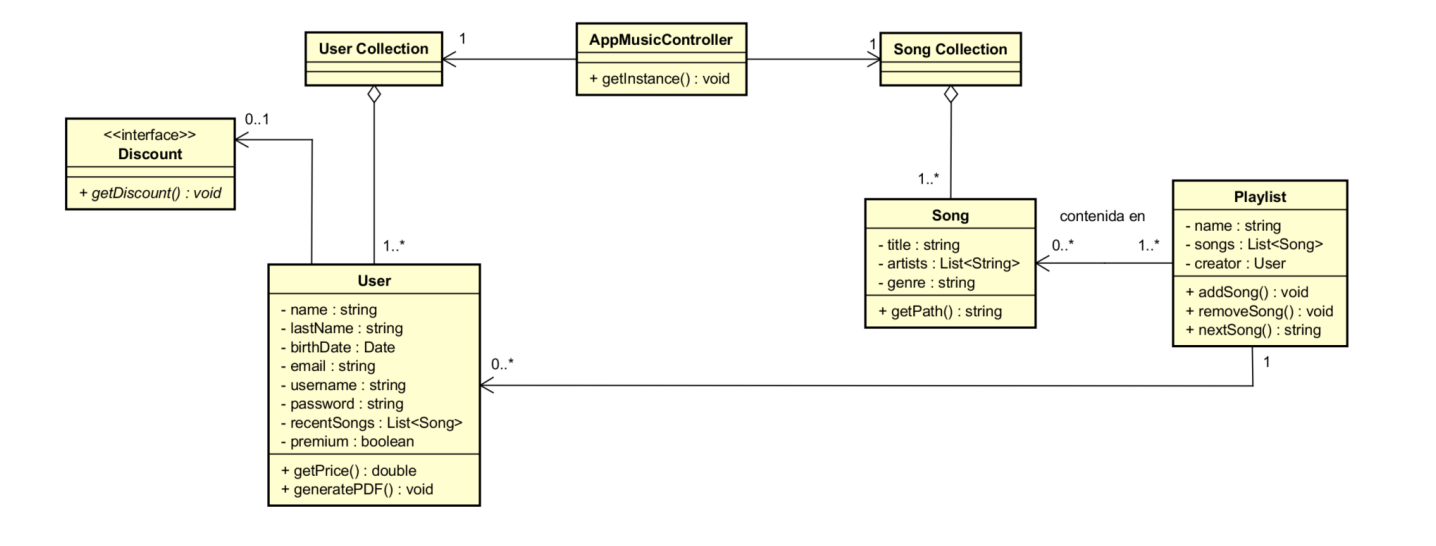 User Collection
1
AppMusicController
+ getInstance() : void
1
Song Collection
<<interface>>
Discount
+ getDiscount() : void
0..1
1..*
1..*
User
- name : string
- lastName : string
- birthDate : Date
- email : string
- username : string
- password : string
- recentSongs : List<Song>
- premium : boolean
+ getPrice() : double
+ generatePDF() : void
0..*
Song
- title : string
- artists : List<String>
- genre : string
+ getPath() : string
contenida en
0..*
1..*
Playlist
- name : string
- songs : List<Song>
- creator : User
+ addSong() : void
+ removeSong() : void
+ nextSong() : string
1